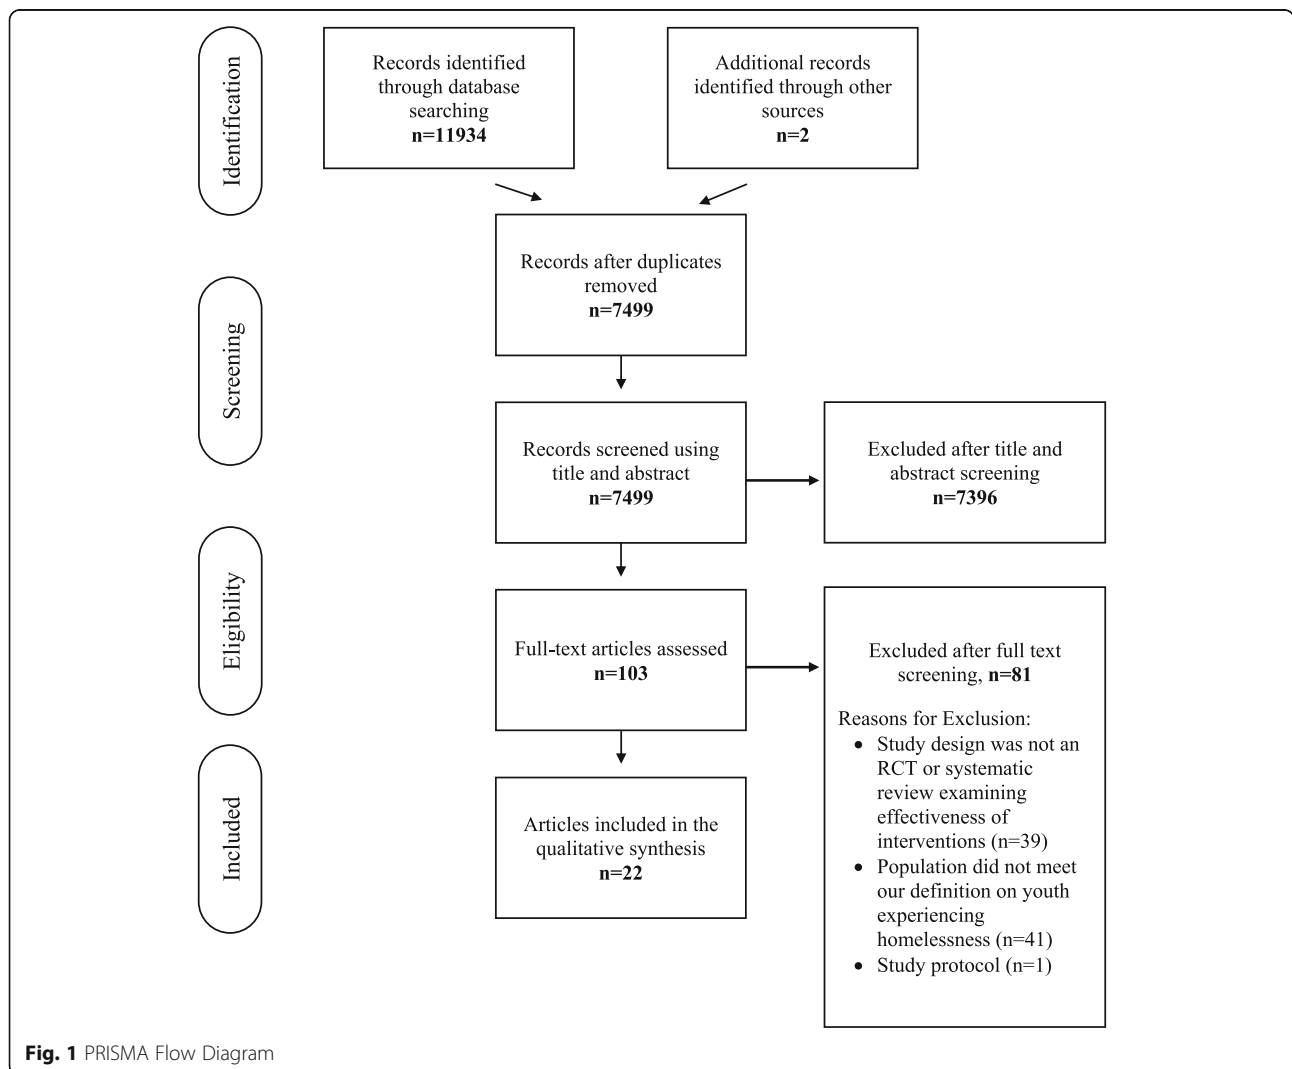 Identification
Records identified
through database
searching
n=11934
Additional records
identified through other
sources
n=2
Records after duplicates
removed
n=7499
Screening
Records screened using
title and abstract
n=7499
Excluded after title and
abstract screening
n=7396
Eligibility
Full-text articles assessed
n=103
Excluded after full text
screening, n=81
Reasons for Exclusion:
• Study design was not an
RCT or systematic
review examining
effectiveness of
interventions (n=39)
• Population did not meet
our definition on youth
experiencing
homelessness (n=41)
• Study protocol (n=1)
Included
Articles included in the
qualitative synthesis
n=22
Fig. 1 PRISMA Flow Diagram